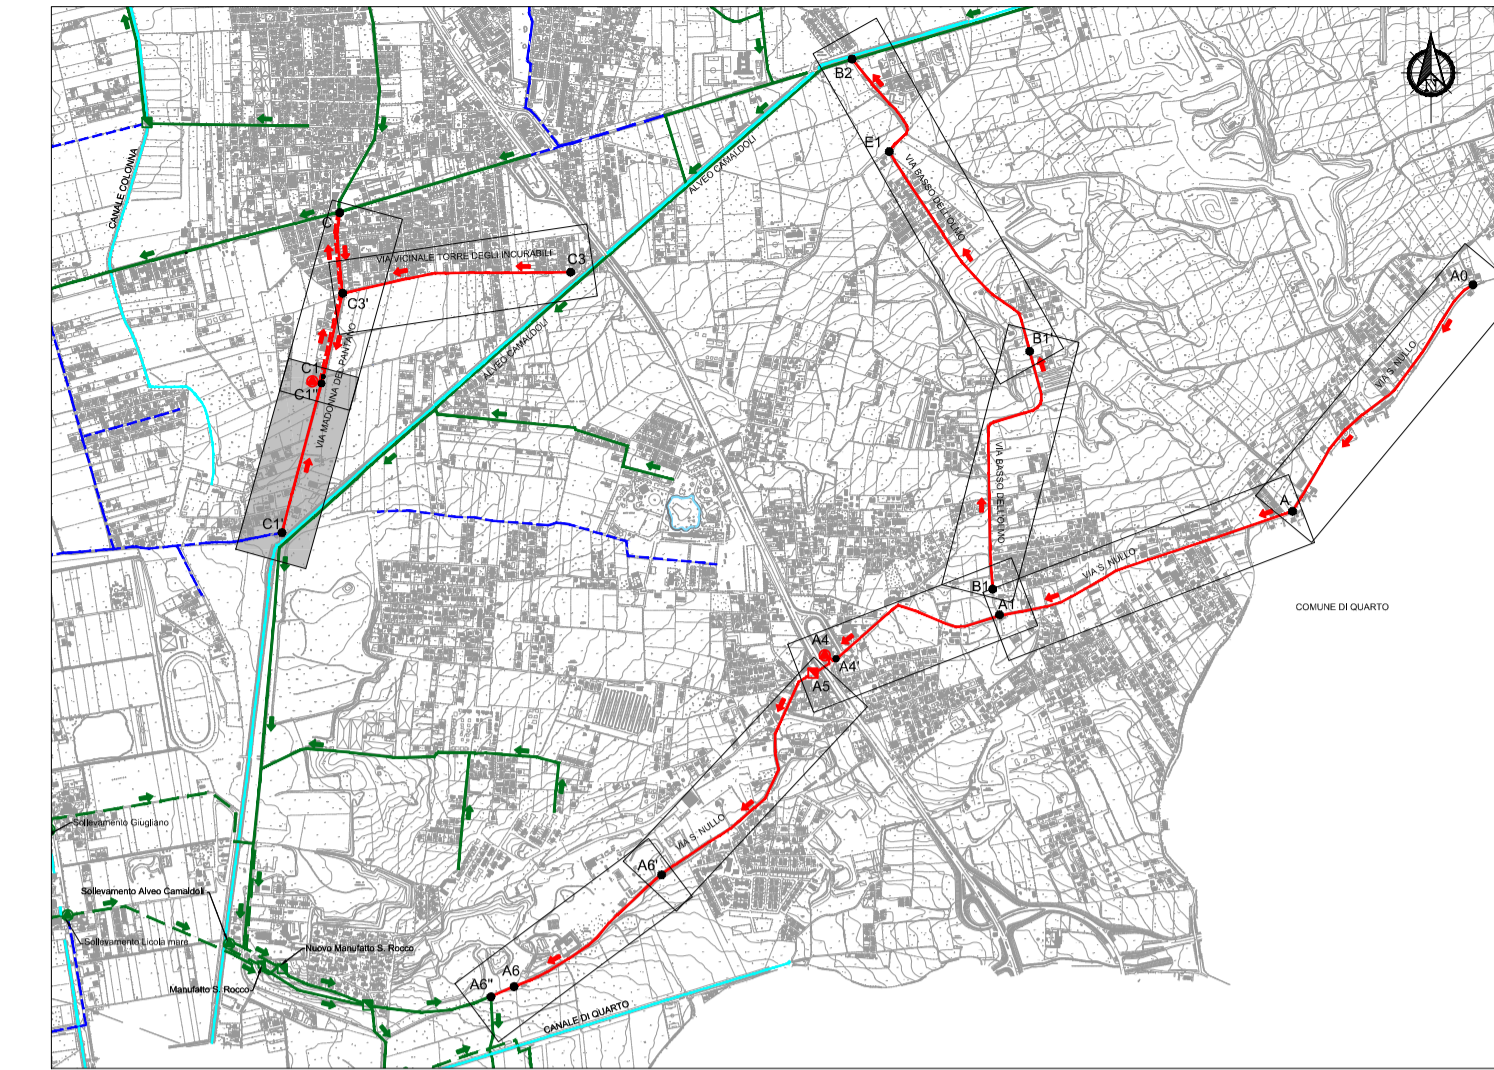 B2
E1
VIA BASSO DELL'OLMO
ALVEO CAMALDOLI
CANALE COLONNA
C
VIA VICINALE TORRE DEGLI INCURABILI
C3
C3'
A0
VIA S. NULLO
B1'
ALVEO CAMALDOLI
C1
C1''
VIA MADONNA DEL PANTANO
VIA BASSO DELL'OLMO
A
C1'
VIA S. NULLO
B1
A1
COMUNE DI QUARTO
A4
A4'
A5
VIA S. NULLO
Sollevamento Giugliano
A6'
Sollevamento Alveo Camaldoli
Sollevamento Licola mare
Nuovo Manufatto S. Rocco
Manufatto S. Rocco
A6
A6''
CANALE DI QUARTO